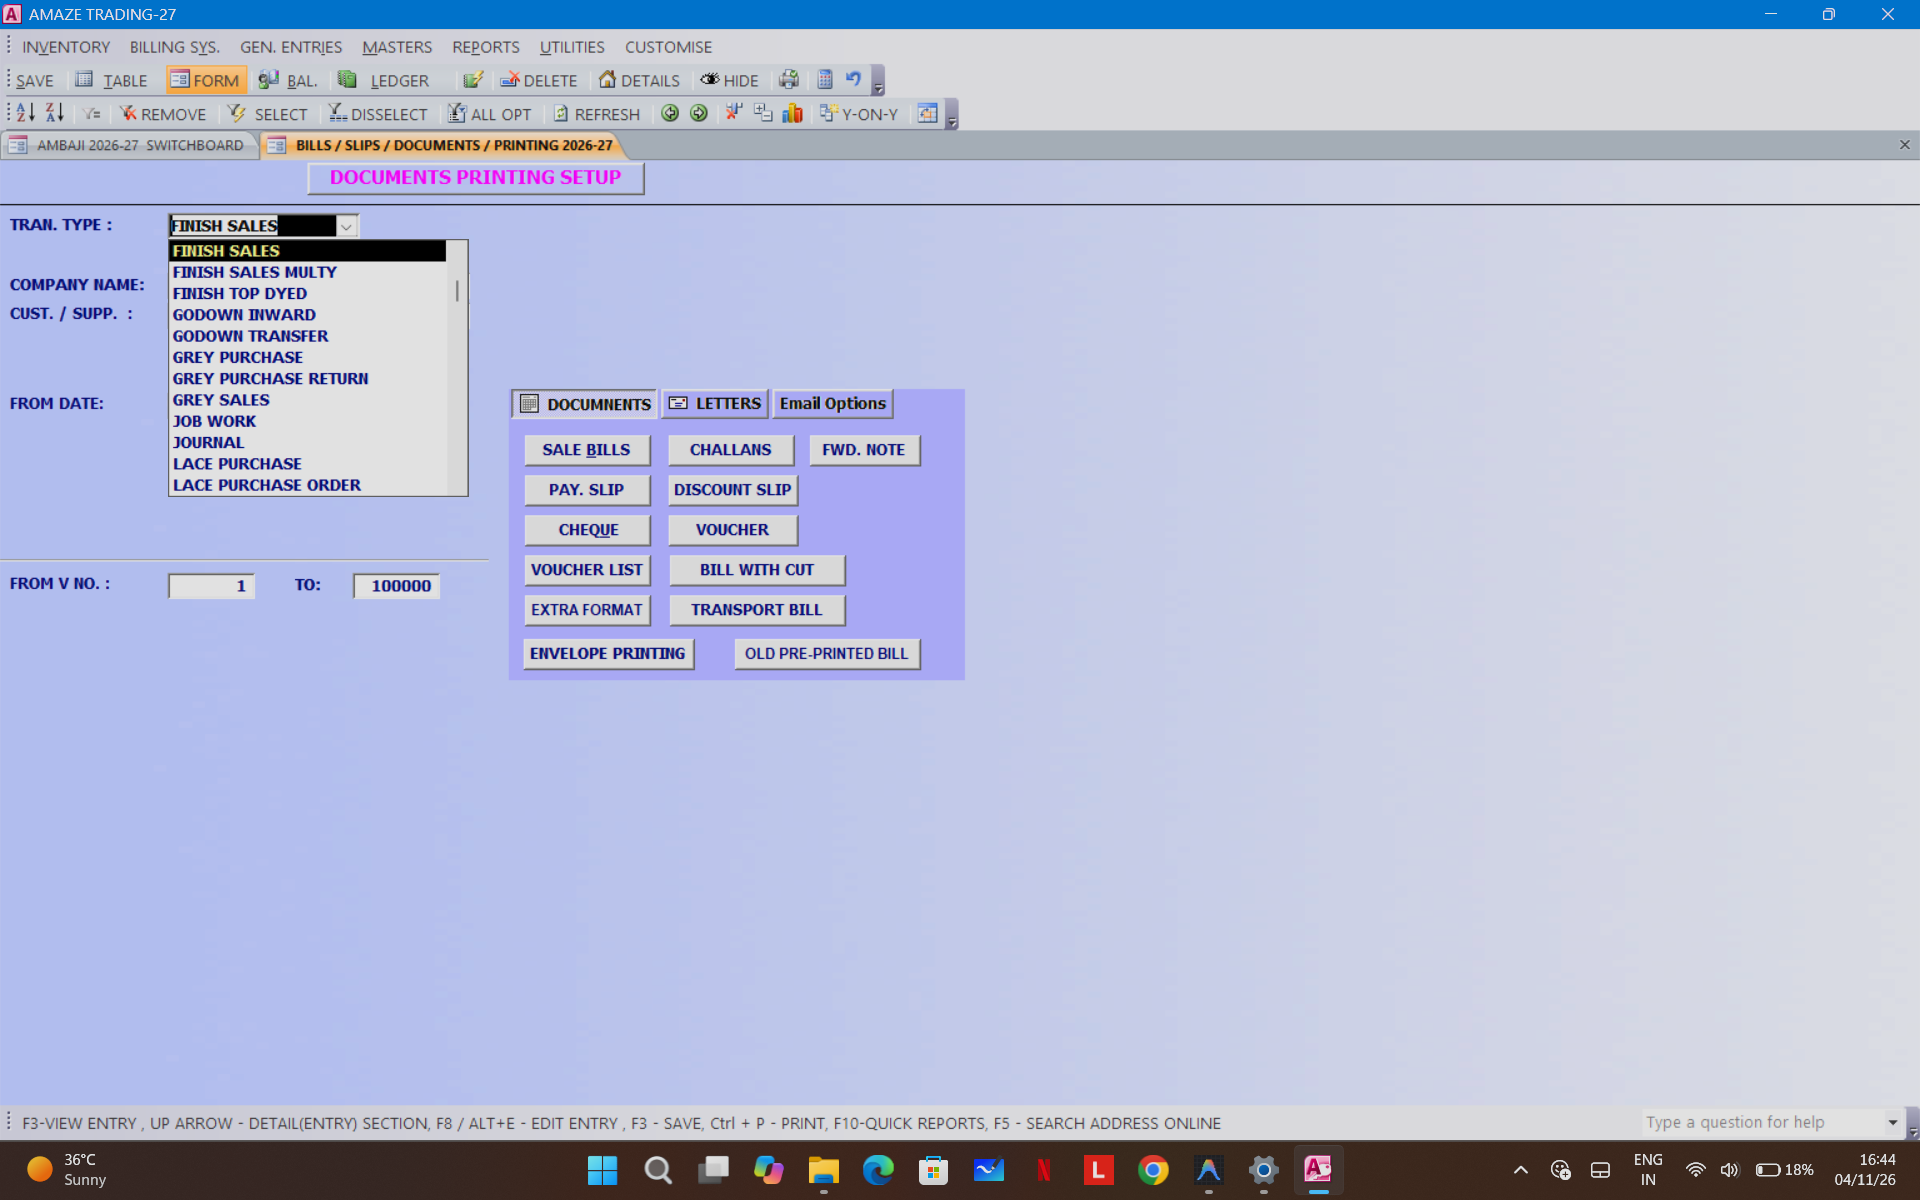 AMAZE TRADING-27
INVENTORY BILLING SYS. GEN. ENTRIES MASTERS REPORTS UTILITIES CUSTOMISE
SAVE TABLE FORM BAL. LEDGER DELETE DETAILS HIDE
REMOVE SELECT DISSELECT ALL OPT REFRESH Y-ON-Y
AMBAJI 2026-27 SWITCHBOARD BILLS / SLIPS / DOCUMENTS / PRINTING 2026-27
DOCUMENTS PRINTING SETUP
TRAN. TYPE : FINISH SALES
FINISH SALES
FINISH SALES MULTY
FINISH TOP DYED
GODOWN INWARD
GODOWN TRANSFER
GREY PURCHASE
GREY PURCHASE RETURN
GREY SALES
JOB WORK
JOURNAL
LACE PURCHASE
LACE PURCHASE ORDER
COMPANY NAME:
CUST. / SUPP. :
FROM DATE:
FROM V NO. : 1 TO: 100000
DOCUMNENTS LETTERS Email Options
SALE BILLS CHALLANS FWD. NOTE
PAY. SLIP DISCOUNT SLIP
CHEQUE VOUCHER
VOUCHER LIST BILL WITH CUT
EXTRA FORMAT TRANSPORT BILL
ENVELOPE PRINTING OLD PRE-PRINTED BILL
F3-VIEW ENTRY , UP ARROW - DETAIL(ENTRY) SECTION, F8 / ALT+E - EDIT ENTRY , F3 - SAVE, Ctrl + P - PRINT, F10-QUICK REPORTS, F5 - SEARCH ADDRESS ONLINE
Type a question for help
36°C
Sunny
ENG
IN
18%
16:44
04/11/26